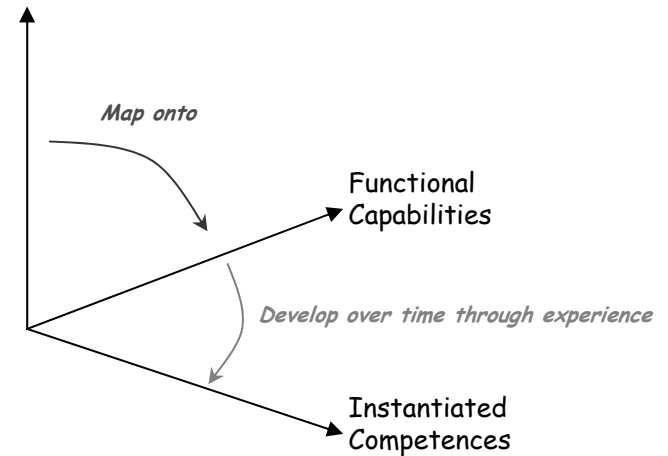 Map onto
Functional
Capabilities
Develop over time through experience
Instantiated
Competences